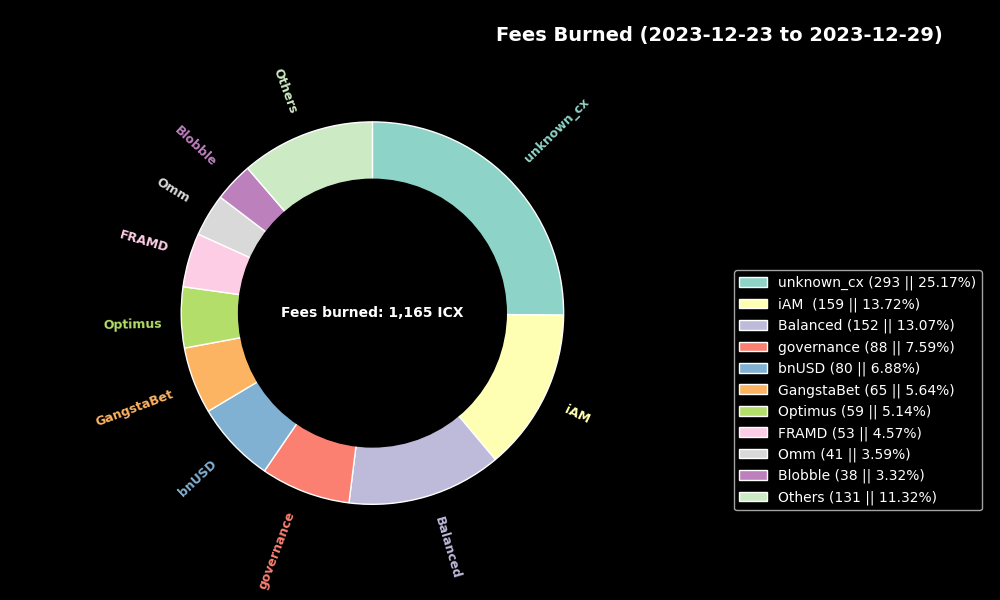 Fees Burned (2023-12-23 to 2023-12-29)
Others
unknown_cx
Blobble
Omm
FRAMD
Optimus
GangstaBet
bnUSD
governance
Balanced
iAM
Fees burned: 1,165 ICX
unknown_cx (293 || 25.17%)
iAM  (159 || 13.72%)
Balanced (152 || 13.07%)
governance (88 || 7.59%)
bnUSD (80 || 6.88%)
GangstaBet (65 || 5.64%)
Optimus (59 || 5.14%)
FRAMD (53 || 4.57%)
Omm (41 || 3.59%)
Blobble (38 || 3.32%)
Others (131 || 11.32%)